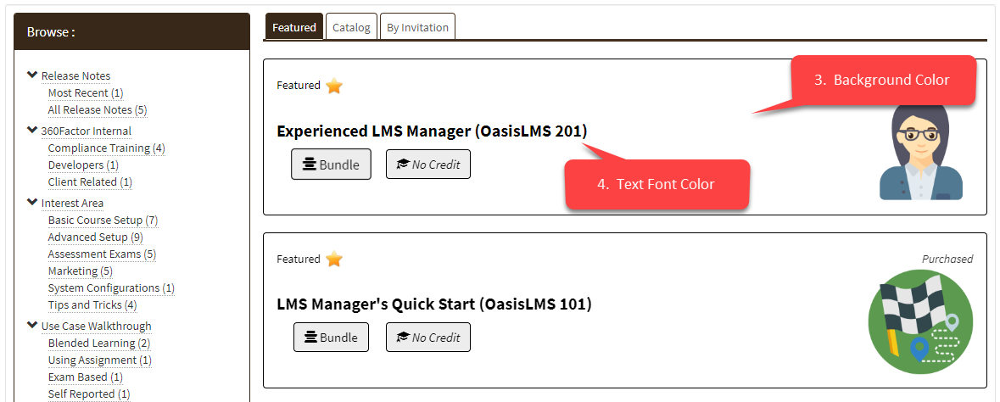 Browse :
Release Notes
Most Recent (1)
All Release Notes (5)
360Factor Internal
Compliance Training (4)
Developers (1)
Client Related (1)
Interest Area
Basic Course Setup (7)
Advanced Setup (9)
Assessment Exams (5)
Marketing (5)
System Configurations (1)
Tips and Tricks (4)
Use Case Walkthrough
Blended Learning (2)
Using Assignment (1)
Exam Based (1)
Self Reported (1)
Featured Catalog By Invitation
Featured
3. Background Color
Experienced LMS Manager (OasisLMS 201)
Bundle No Credit
4. Text Font Color
Featured
Purchased
LMS Manager's Quick Start (OasisLMS 101)
Bundle No Credit